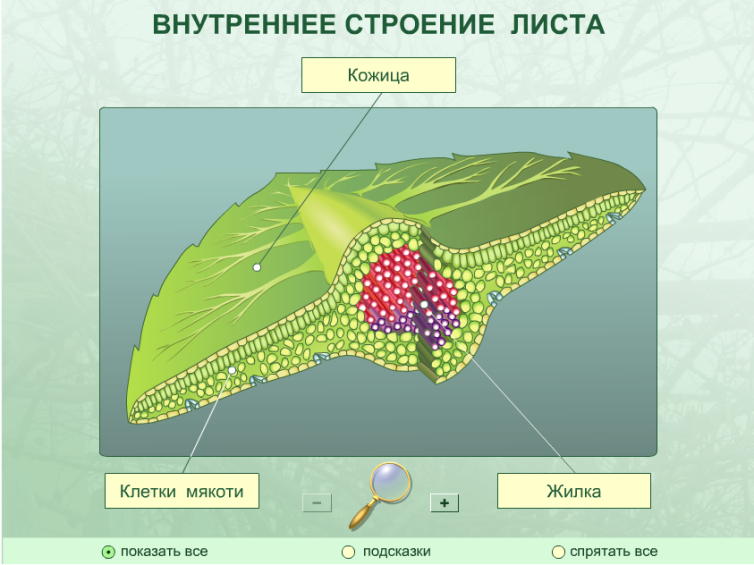 ВНУТРЕННЕЕ СТРОЕНИЕ ЛИСТА
Кожица
Клетки мякоти
Жилка
− +
показать все подсказки спрятать все